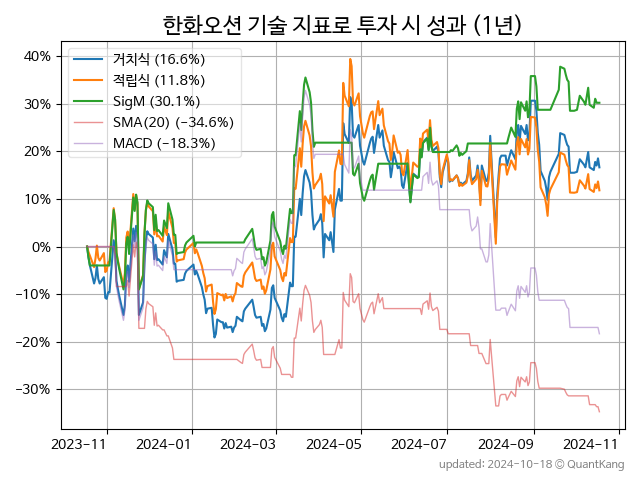 한화오션 기술 지표로 투자 시 성과 (1년)
40%
30%
20%
10%
0%
−10%
−20%
−30%
거치식 (16.6%)
적립식 (11.8%)
SigM (30.1%)
SMA(20) (−34.6%)
MACD (−18.3%)
2023-11
2024-01
2024-03
2024-05
2024-07
2024-09
2024-11
updated: 2024-10-18 © QuantKang